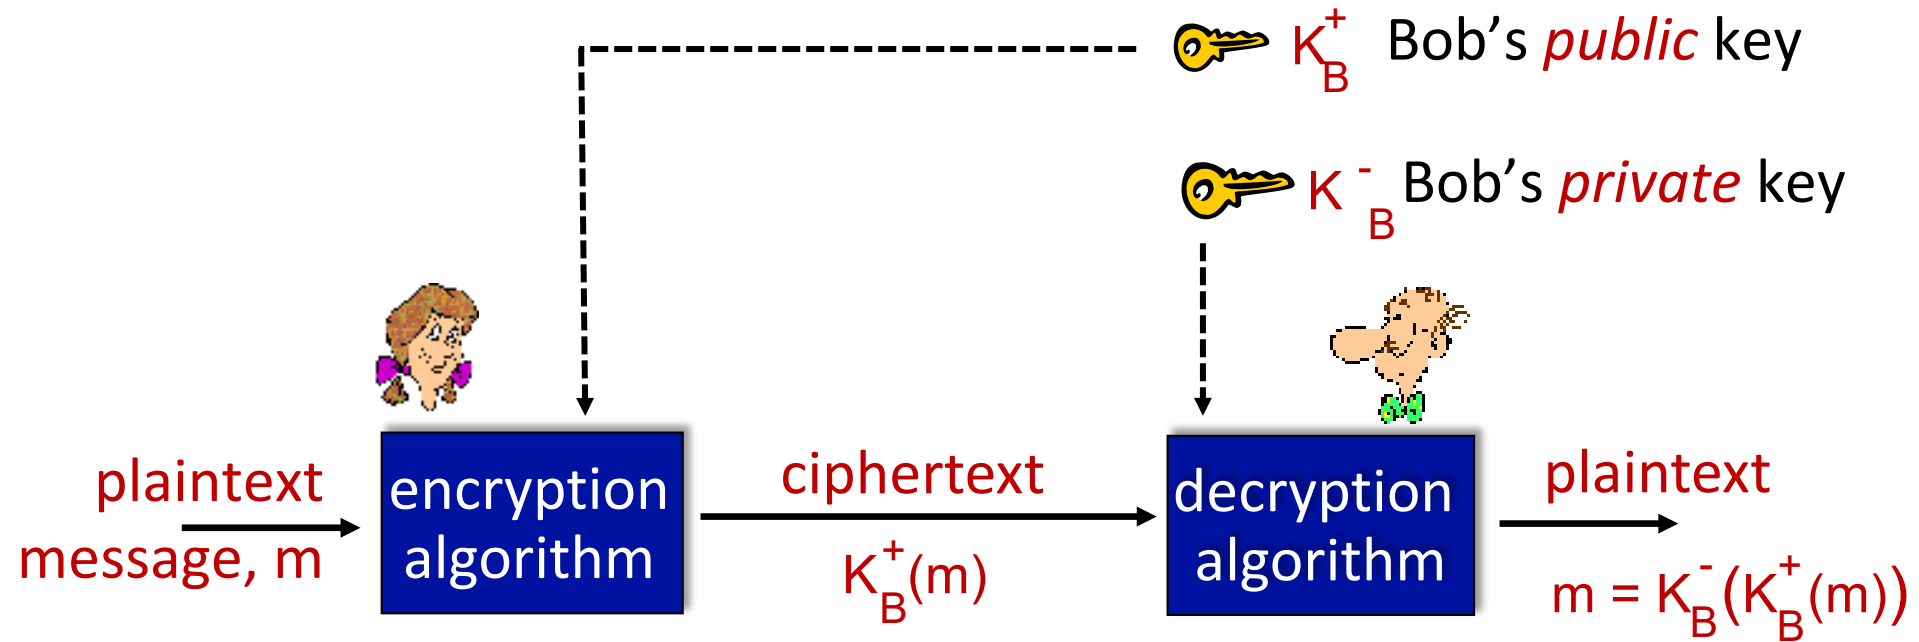 K⁺B Bob’s public key
K⁻B Bob’s private key
plaintext
message, m
encryption
algorithm
ciphertext
K⁺B(m)
decryption
algorithm
plaintext
m = K⁻B(K⁺B(m))